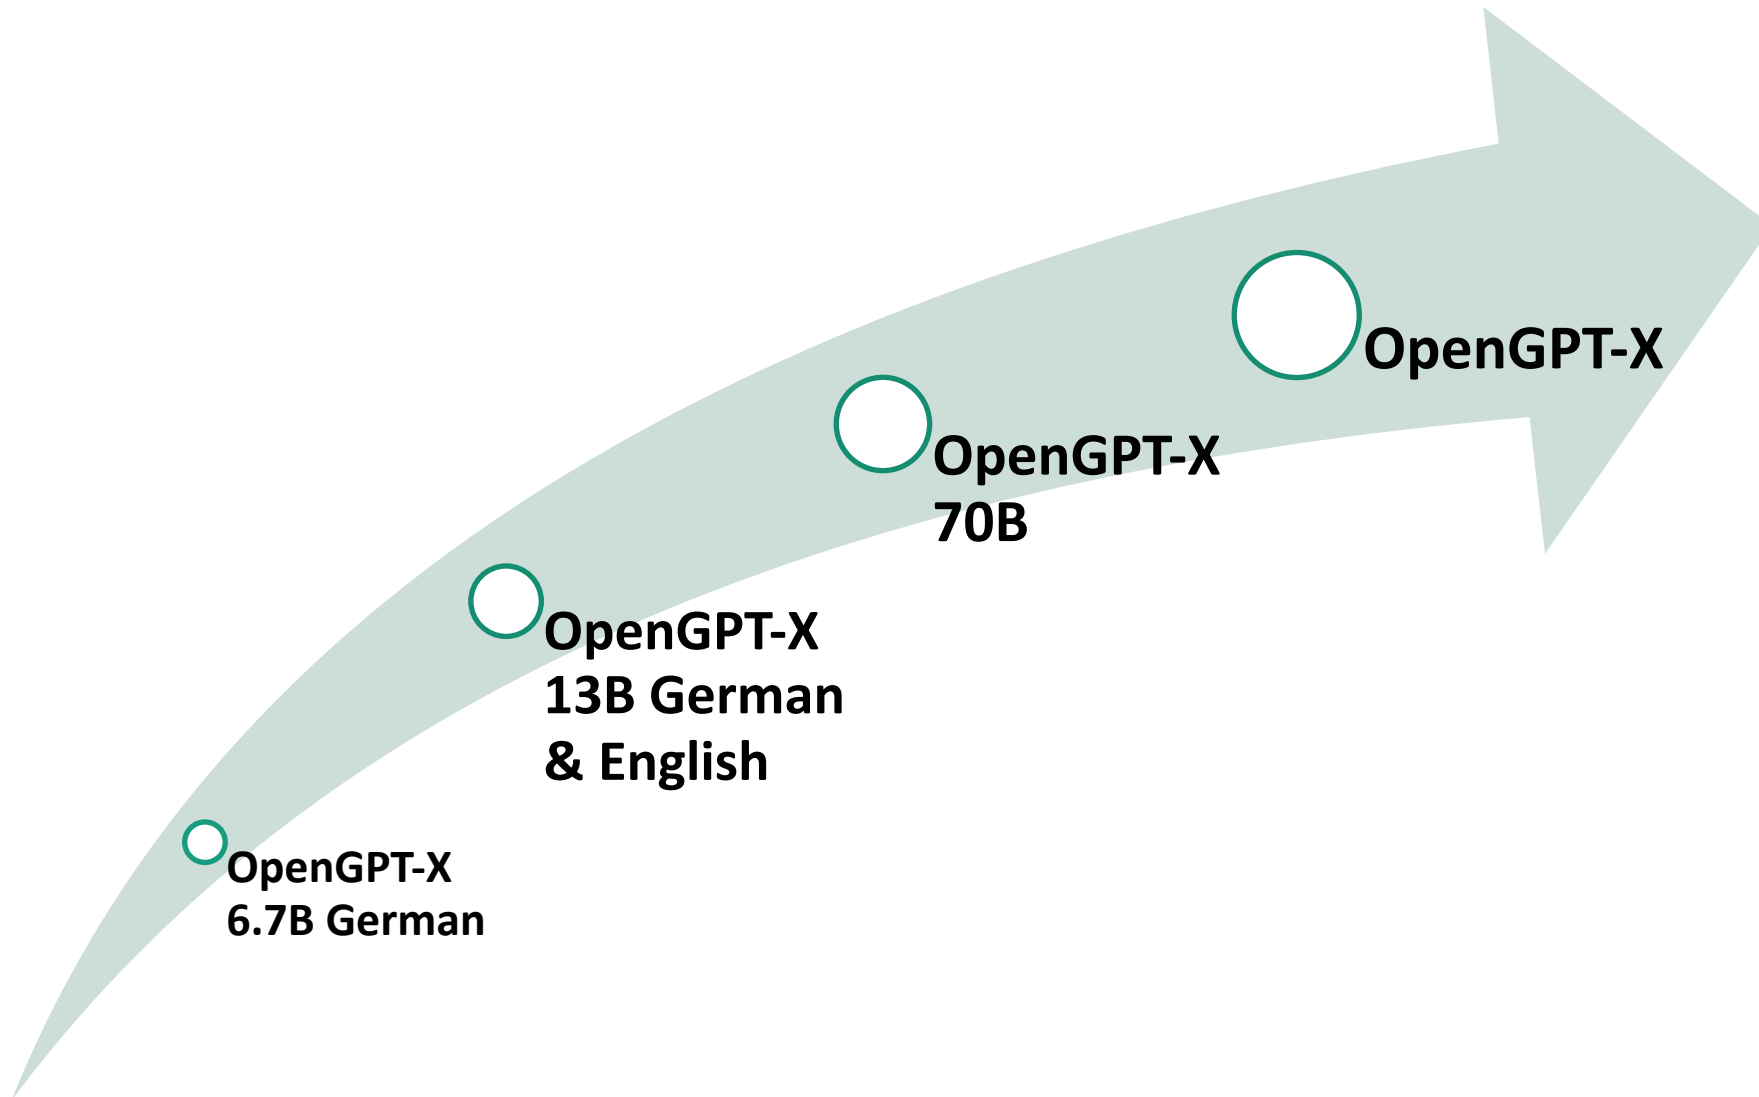 OpenGPT-X
6.7B German
OpenGPT-X
13B German
& English
OpenGPT-X
70B
OpenGPT-X